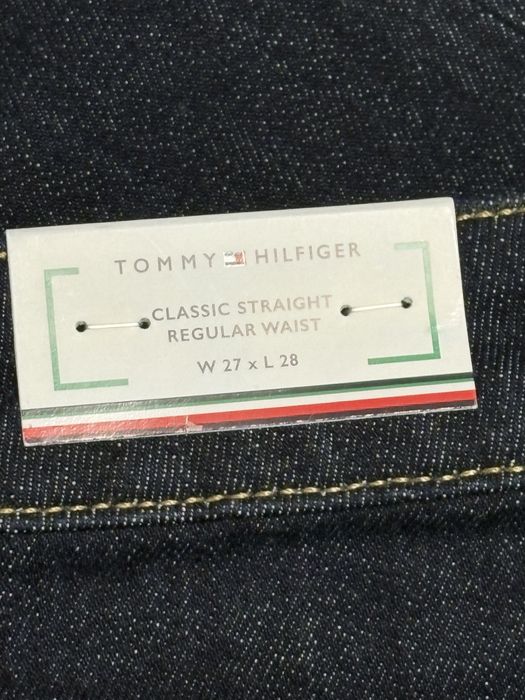 TOMMY HILFIGER
CLASSIC STRAIGHT
REGULAR WAIST
W 27 x L 28